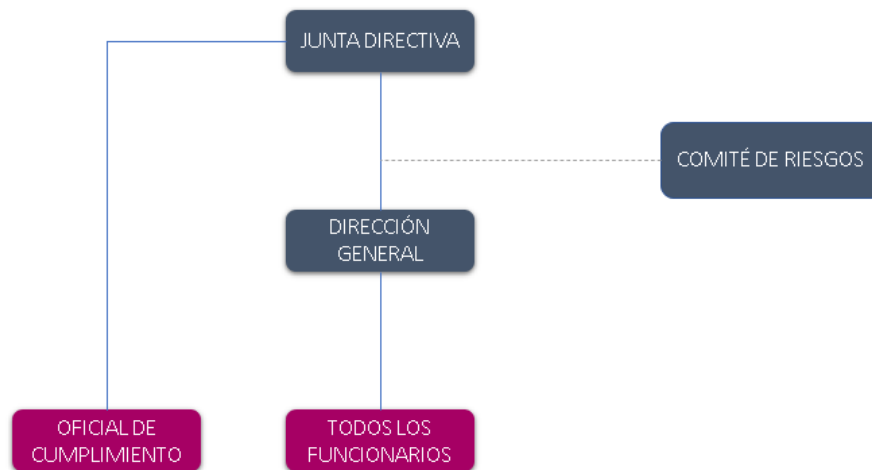 JUNTA DIRECTIVA
COMITÉ DE RIESGOS
DIRECCIÓN
GENERAL
OFICIAL DE
CUMPLIMIENTO
TODOS LOS
FUNCIONARIOS